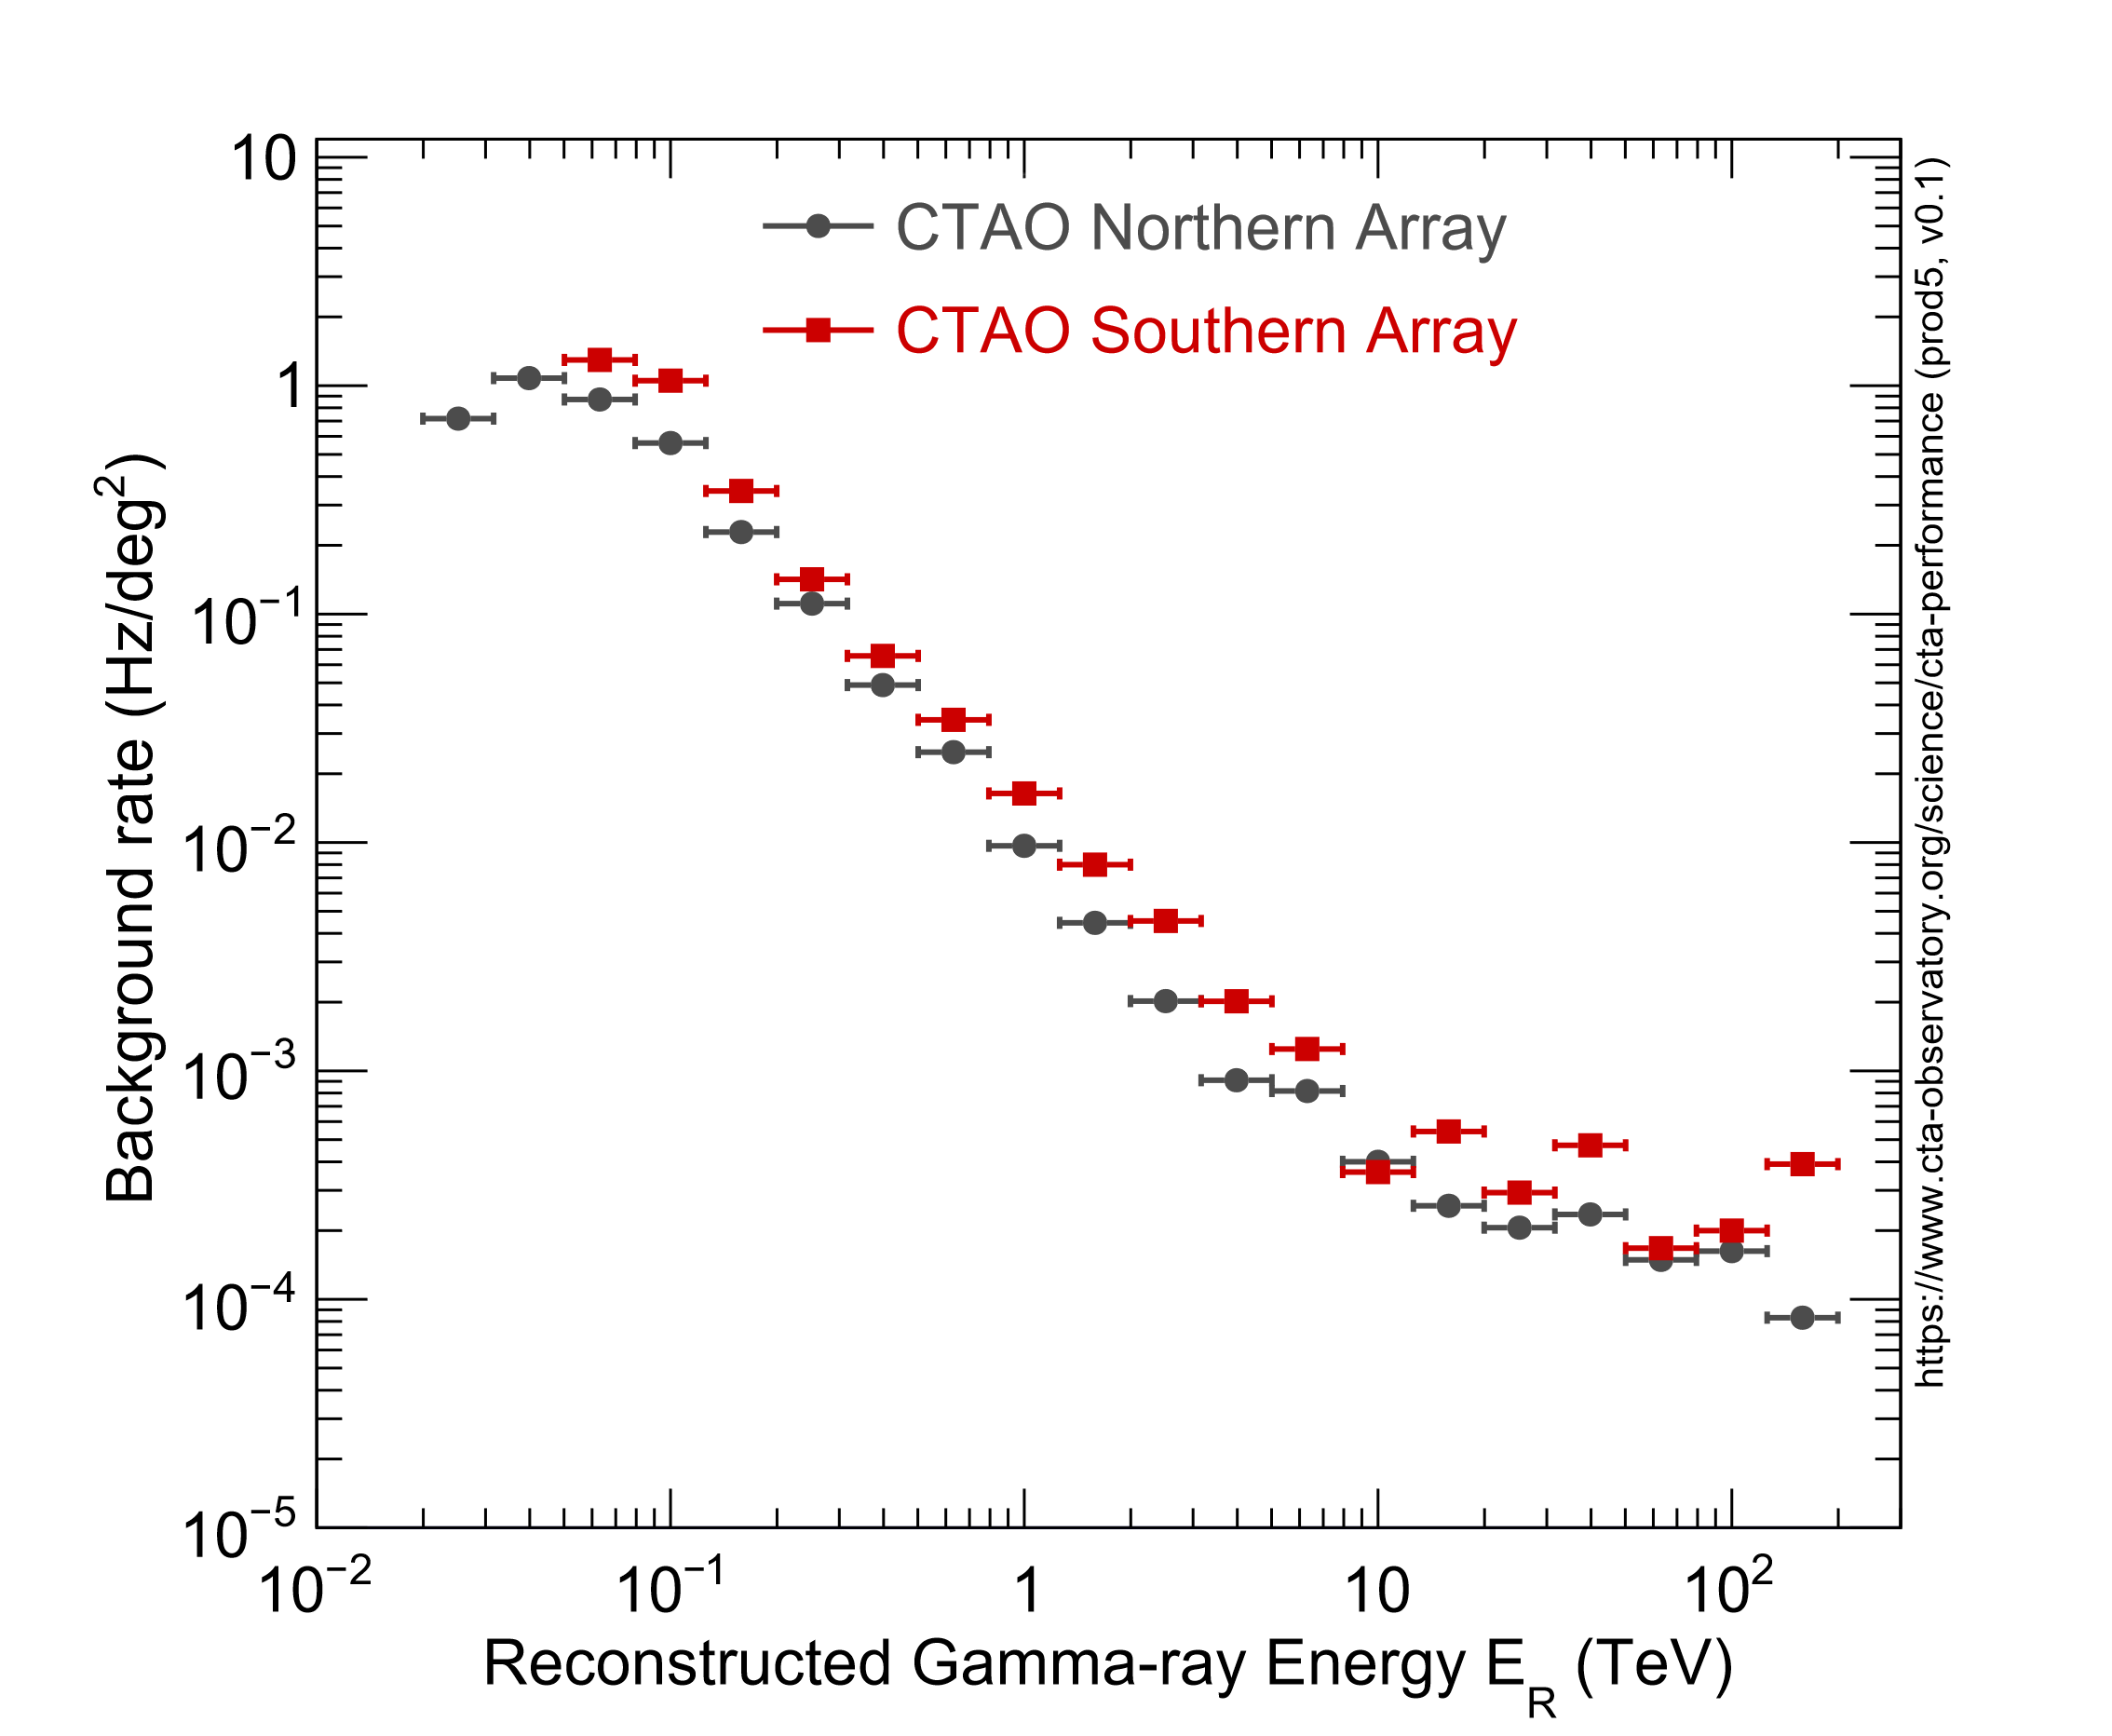 CTAO Northern Array
CTAO Southern Array
10
1
10⁻¹
10⁻²
10⁻³
10⁻⁴
10⁻⁵
Background rate (Hz/deg²)
10⁻² 10⁻¹ 1 10 10²
Reconstructed Gamma-ray Energy E_R (TeV)
https://www.cta-observatory.org/science/cta-performance (prod5, v0.1)